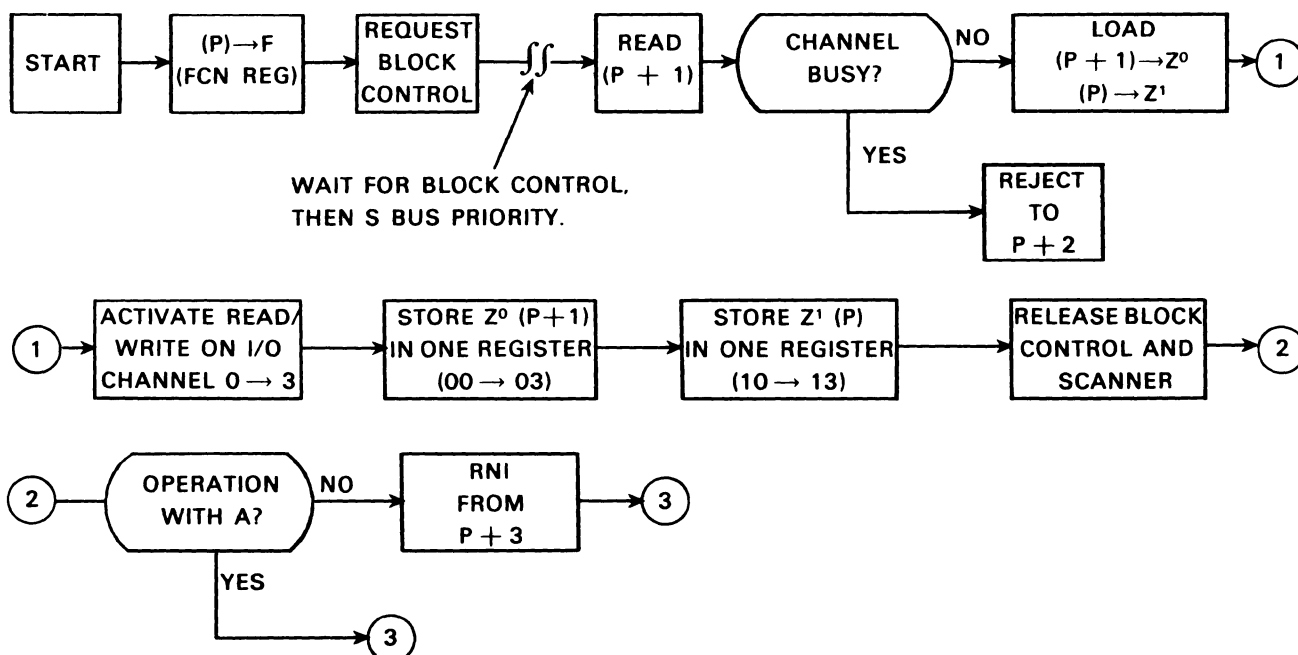 START
(P)→F
(FCN REG)
REQUEST
BLOCK
CONTROL
READ
(P + 1)
CHANNEL
BUSY?
NO
LOAD
(P + 1)→Z⁰
(P)→Z¹
1
WAIT FOR BLOCK CONTROL,
THEN S BUS PRIORITY.
YES
REJECT
TO
P + 2
1
ACTIVATE READ/
WRITE ON I/O
CHANNEL 0 → 3
STORE Z⁰ (P+1)
IN ONE REGISTER
(00 → 03)
STORE Z¹ (P)
IN ONE REGISTER
(10 → 13)
RELEASE BLOCK
CONTROL AND
SCANNER
2
2
OPERATION
WITH A?
NO
RNI
FROM
P + 3
3
YES
3